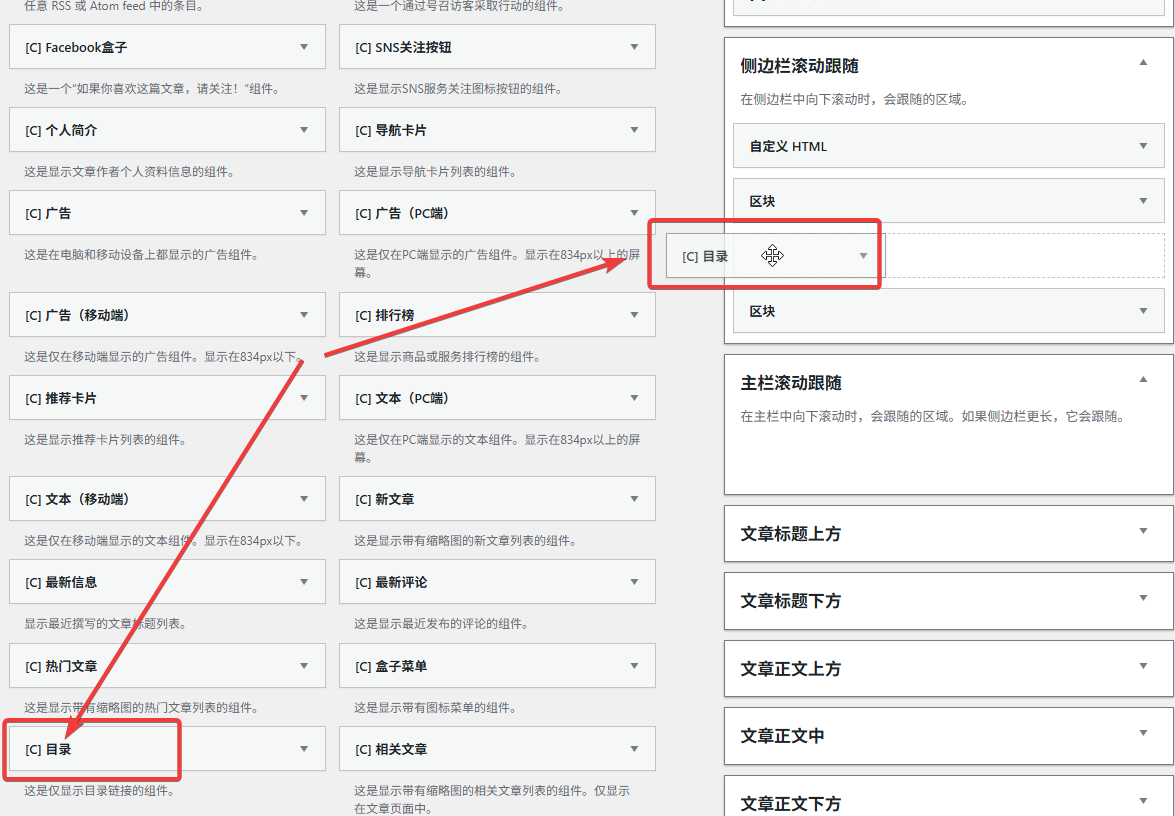 任意 RSS 或 Atom feed 中的条目。
这是一个通过号召访客采取行动的组件。
[C] Facebook盒子
[C] SNS关注按钮
这是一个“如果你喜欢这篇文章，请关注！”组件。
这是显示SNS服务关注图标按钮的组件。
[C] 个人简介
[C] 导航卡片
这是显示文章作者个人资料信息的组件。
这是显示导航卡片列表的组件。
[C] 广告
[C] 广告（PC端）
这是在电脑和移动设备上都显示的广告组件。
这是仅在PC端显示的广告组件。显示在834px以上的屏
幕。
[C] 广告（移动端）
[C] 排行榜
这是仅在移动端显示的广告组件。显示在834px以下。
这是显示商品或服务排行榜的组件。
[C] 推荐卡片
[C] 文本（PC端）
这是显示推荐卡片列表的组件。
这是仅在PC端显示的文本组件。显示在834px以上的屏
幕。
[C] 文本（移动端）
[C] 新文章
这是仅在移动端显示的文本组件。显示在834px以下。
这是显示带有缩略图的新文章列表的组件。
[C] 最新信息
[C] 最新评论
显示最近撰写的文章标题列表。
这是显示最近发布的评论的组件。
[C] 热门文章
[C] 盒子菜单
这是显示带有缩略图的热门文章列表的组件。
这是显示带有图标菜单的组件。
[C] 目录
[C] 相关文章
这是仅显示目录链接的组件。
这是显示带有缩略图的相关文章列表的组件。仅显示
在文章页面中。
侧边栏滚动跟随
在侧边栏中向下滚动时，会跟随的区域。
自定义 HTML
区块
[C] 目录
区块
主栏滚动跟随
在主栏中向下滚动时，会跟随的区域。如果侧边栏更长，它会跟随。
文章标题上方
文章标题下方
文章正文上方
文章正文中
文章正文下方